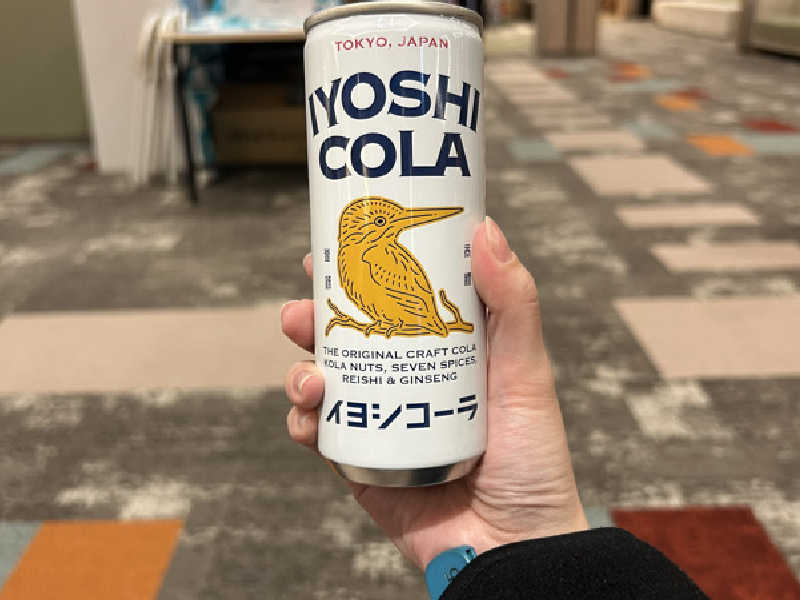 TOKYO, JAPAN
IYOSHI
COLA
THE ORIGINAL CRAFT COLA
KOLA NUTS, SEVEN SPICES,
REISHI & GINSENG
イヨシコーラ